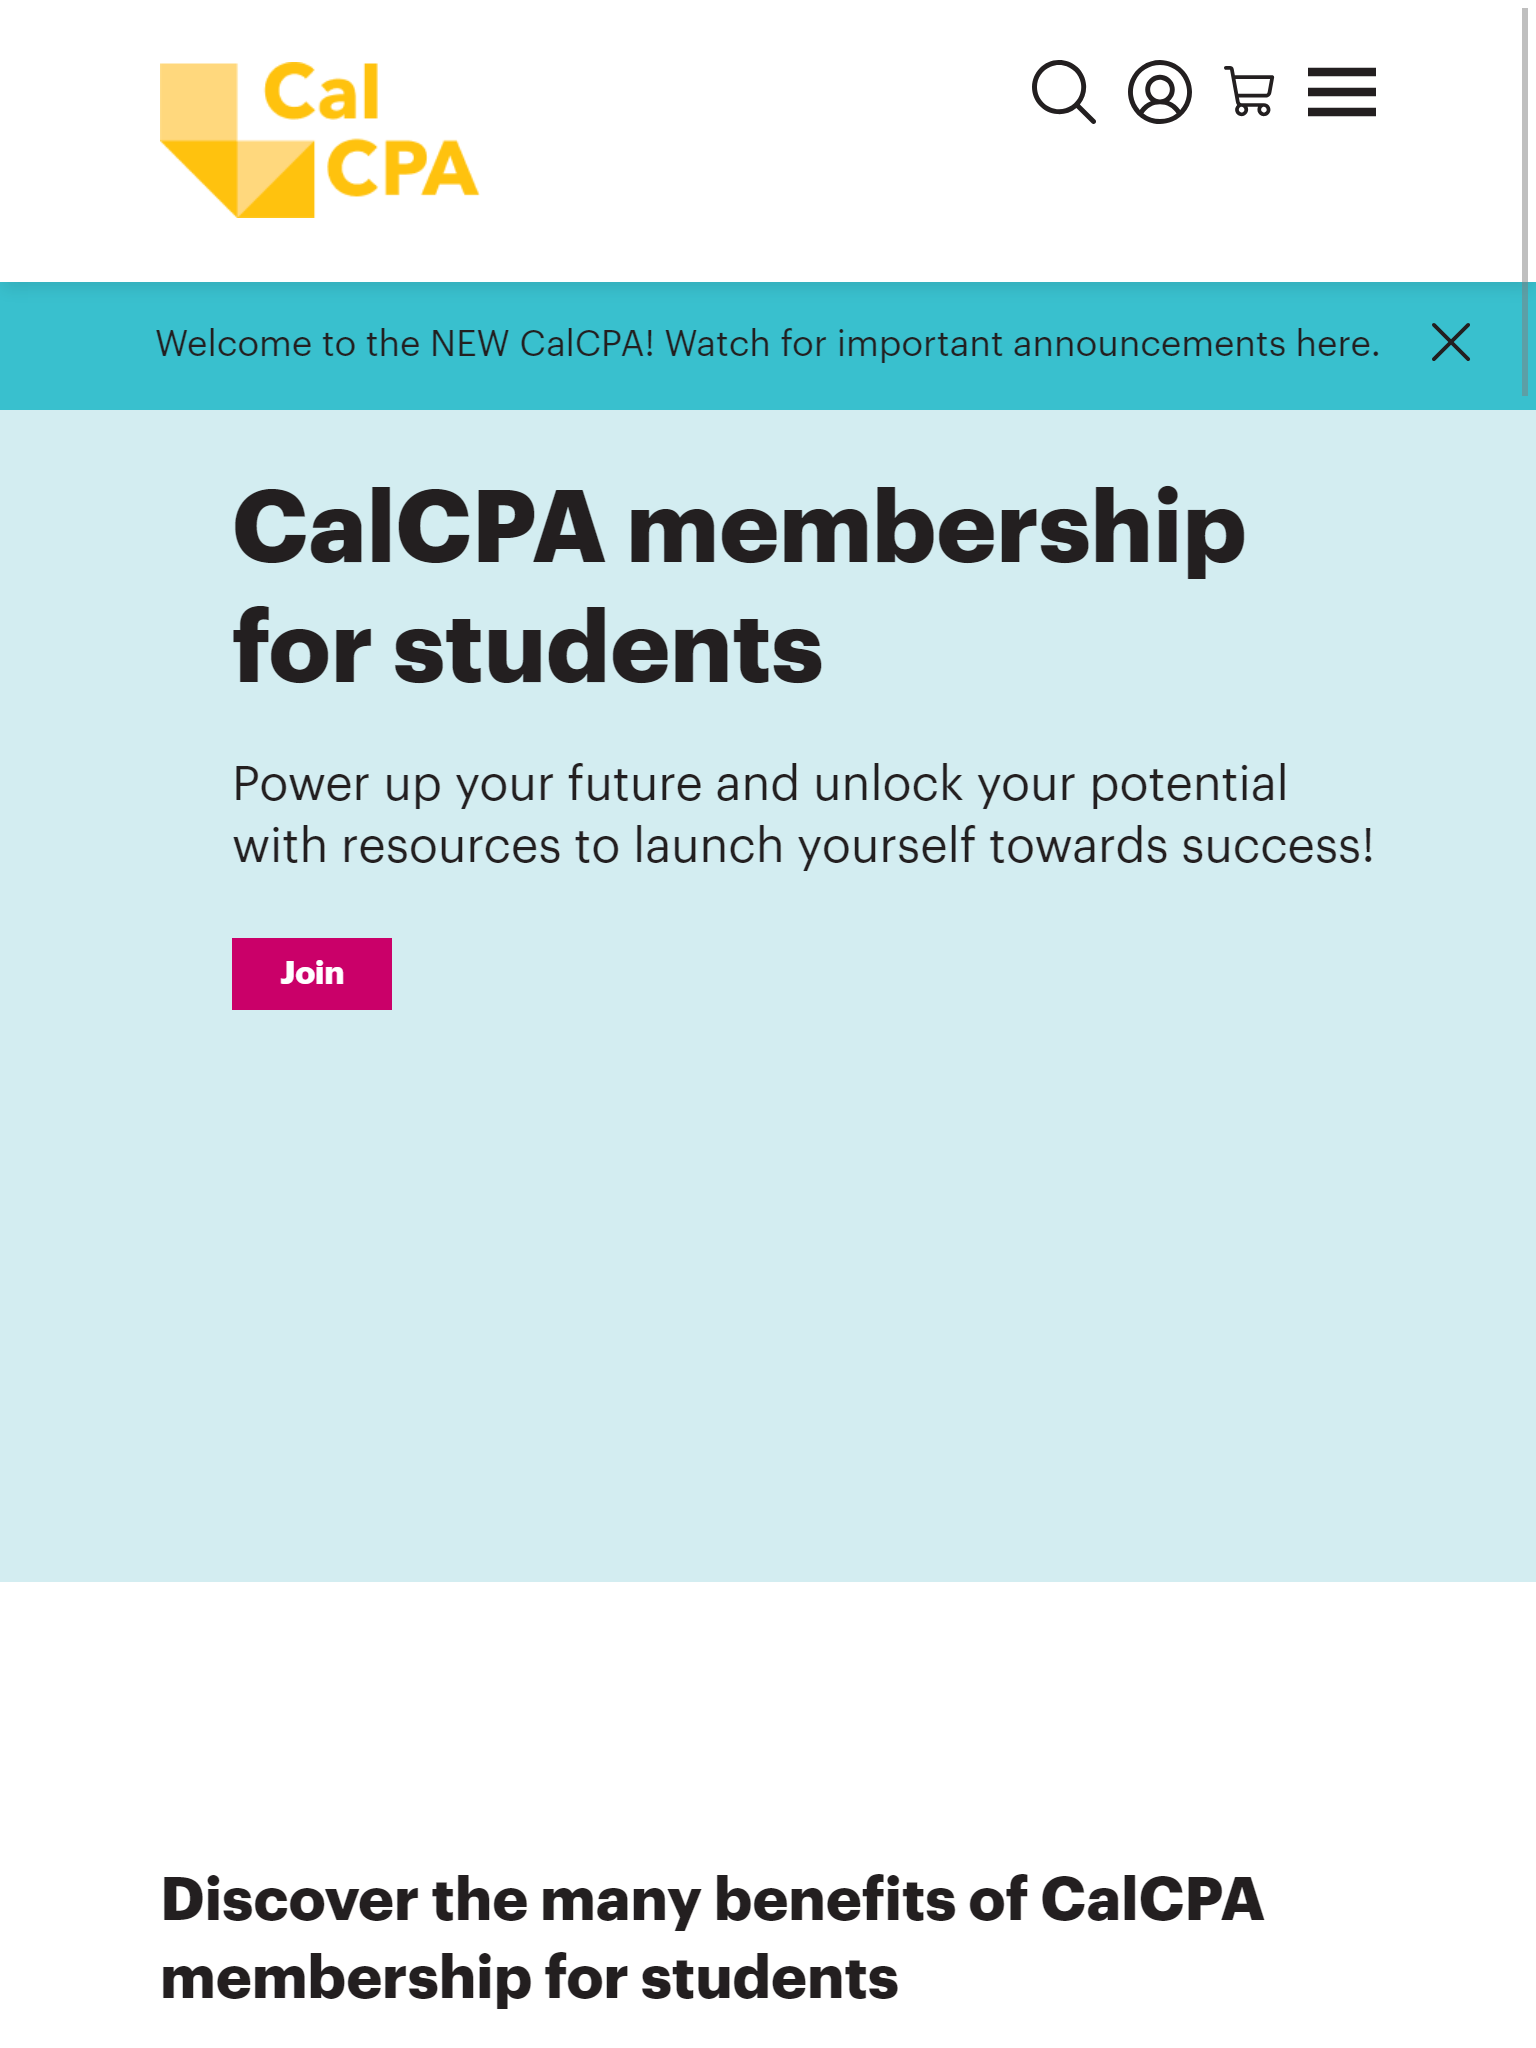 Cal
CPA
Welcome to the NEW CalCPA! Watch for important announcements here.
CalCPA membership
for students
Power up your future and unlock your potential
with resources to launch yourself towards success!
Join
Discover the many benefits of CalCPA
membership for students